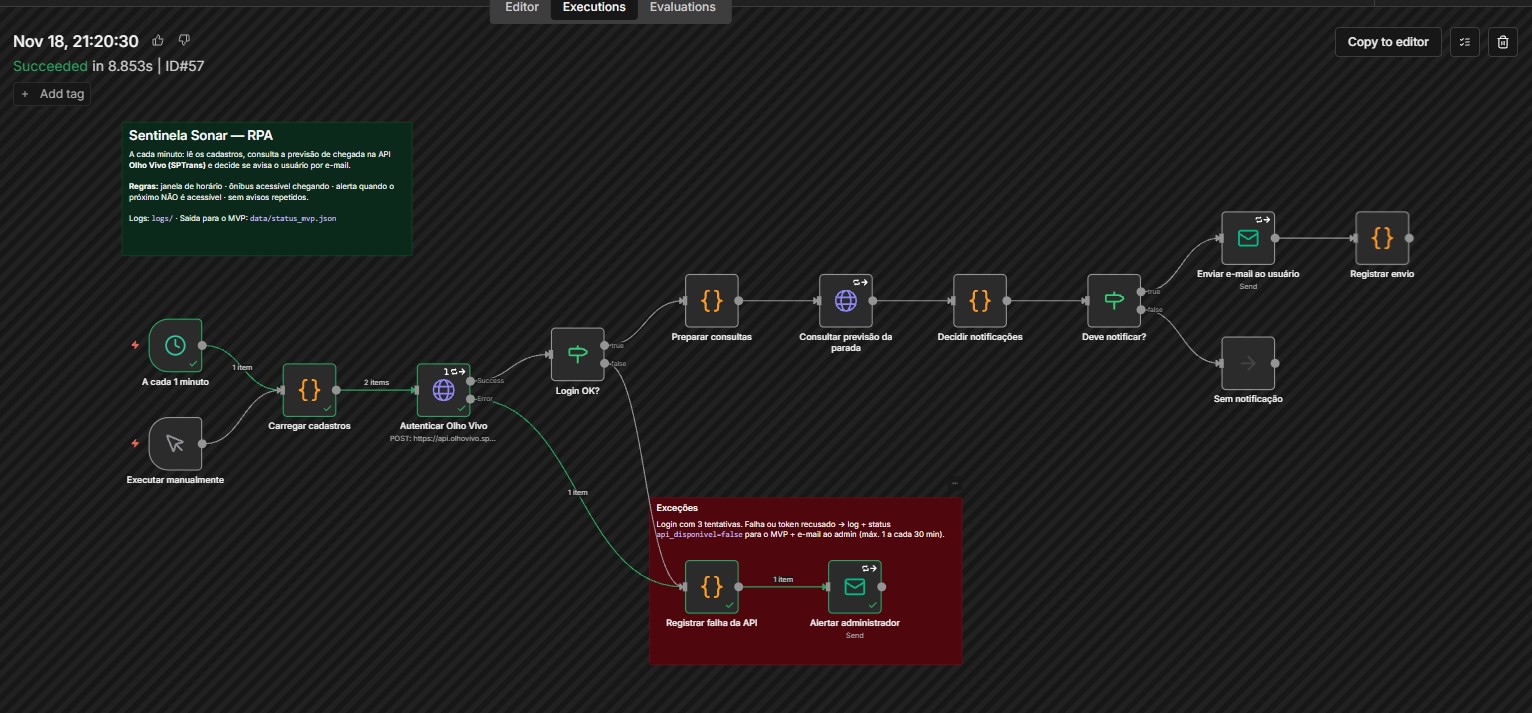 Editor
Executions
Evaluations
Nov 18, 21:20:30
Succeeded in 8.853s | ID#57
+ Add tag
Copy to editor
Sentinela Sonar — RPA
A cada minuto: lê os cadastros, consulta a previsão de chegada na API
Olho Vivo (SPTrans) e decide se avisa o usuário por e-mail.
Regras: janela de horário · ônibus acessível chegando · alerta quando o
próximo NÃO é acessível · sem avisos repetidos.
Logs: logs/ · Saída para o MVP: data/status_mvp.json
A cada 1 minuto
1 item
Executar manualmente
Carregar cadastros
2 items
1
Autenticar Olho Vivo
POST: https://api.olhovivo.sp...
Success
Error
Login OK?
true
false
1 item
Preparar consultas
Consultar previsão da
parada
Decidir notificações
Deve notificar?
true
false
Enviar e-mail ao usuário
Send
Registrar envio
Sem notificação
Exceções
Login com 3 tentativas. Falha ou token recusado → log + status
api_disponivel=false para o MVP + e-mail ao admin (máx. 1 a cada 30 min).
Registrar falha da API
1 item
Alertar administrador
Send